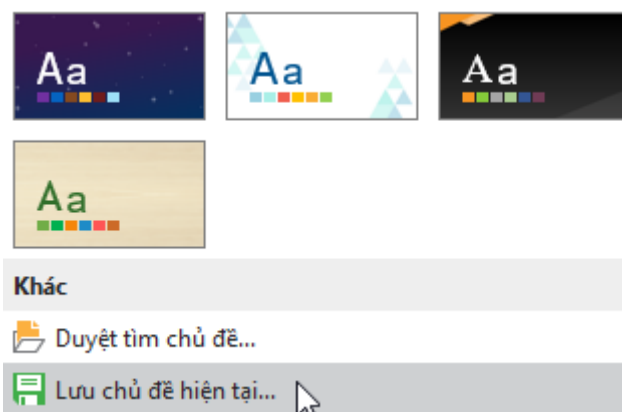 Aa Aa Aa
Aa
Khác
Duyệt tìm chủ đề...
Lưu chủ đề hiện tại...